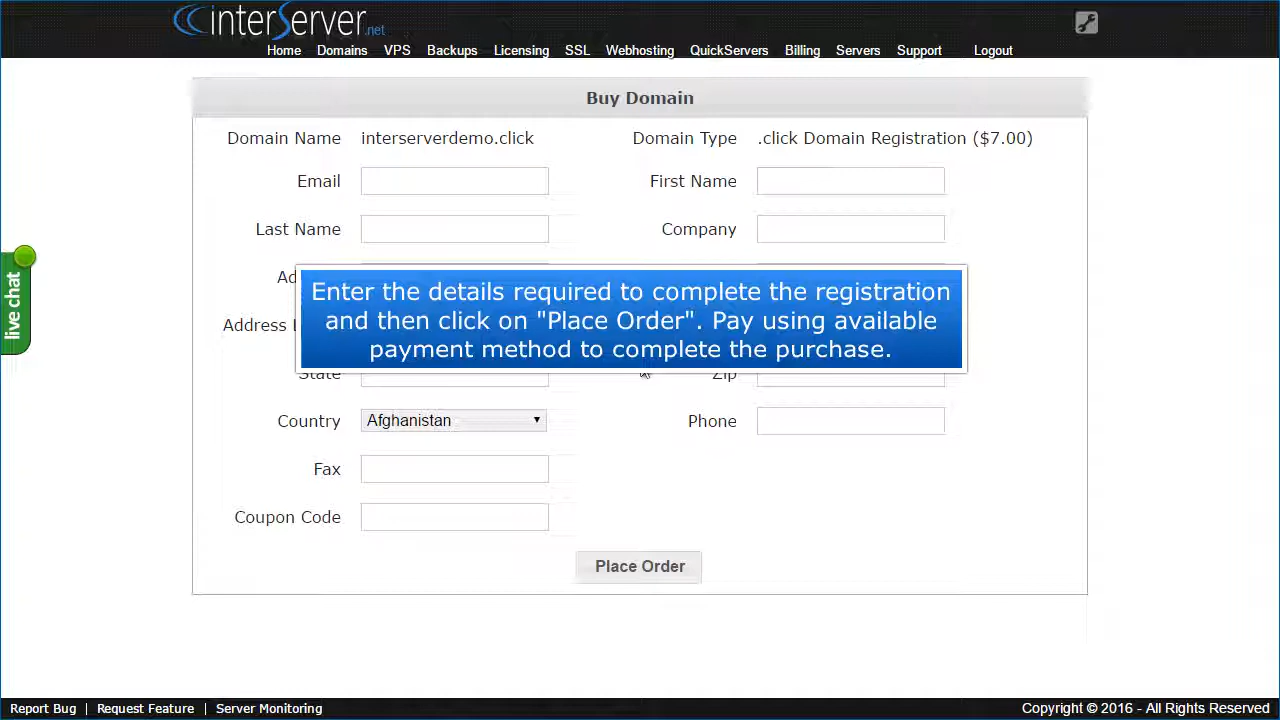 interServer.net
Home Domains VPS Backups Licensing SSL Webhosting QuickServers Billing Servers Support Logout
Buy Domain
Domain Name interserverdemo.click Domain Type .click Domain Registration ($7.00)
Email First Name
Last Name Company
live chat
Enter the details required to complete the registration
and then click on "Place Order". Pay using available
payment method to complete the purchase.
Address
State Zip
Country Afghanistan Phone
Fax
Coupon Code
Place Order
Report Bug | Request Feature | Server Monitoring Copyright © 2016 - All Rights Reserved